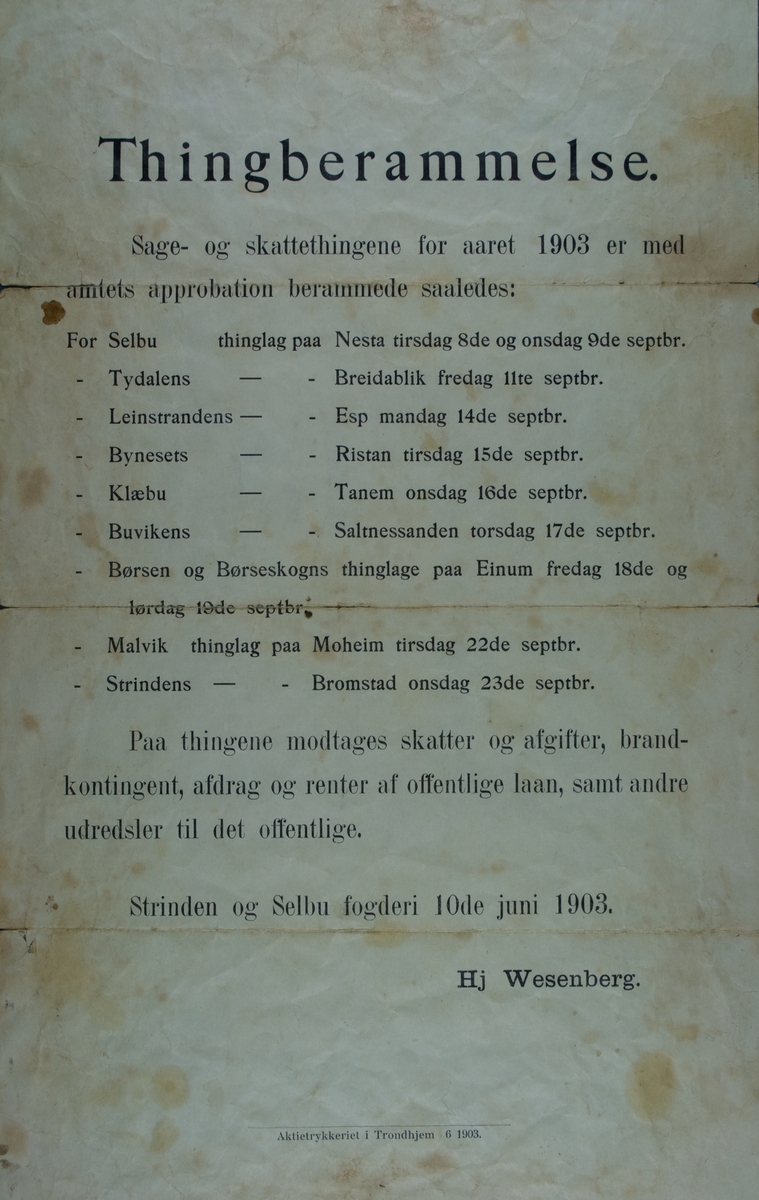 Thingberammelse.
Sage- og skattethingene for aaret 1903 er med
amtets approbation berammede saaledes:
For Selbu thinglag paa Nesta tirsdag 8de og onsdag 9de septbr.
- Tydalens — - Breidablik fredag 11te septbr.
- Leinstrandens — - Esp mandag 14de septbr.
- Bynesets — - Ristan tirsdag 15de septbr.
- Klæbu — - Tanem onsdag 16de septbr.
- Buvikens — - Saltnessanden torsdag 17de septbr.
- Børsen og Børseskogns thinglage paa Einum fredag 18de og
lørdag 19de septbr.
- Malvik thinglag paa Moheim tirsdag 22de septbr.
- Strindens — - Bromstad onsdag 23de septbr.
Paa thingene modtages skatter og afgifter, brand-
kontingent, afdrag og renter af offentlige laan, samt andre
udredsler til det offentlige.
Strinden og Selbu fogderi 10de juni 1903.
Hj Wesenberg.
Aktietrykkeriet i Trondhjem 6 1903.